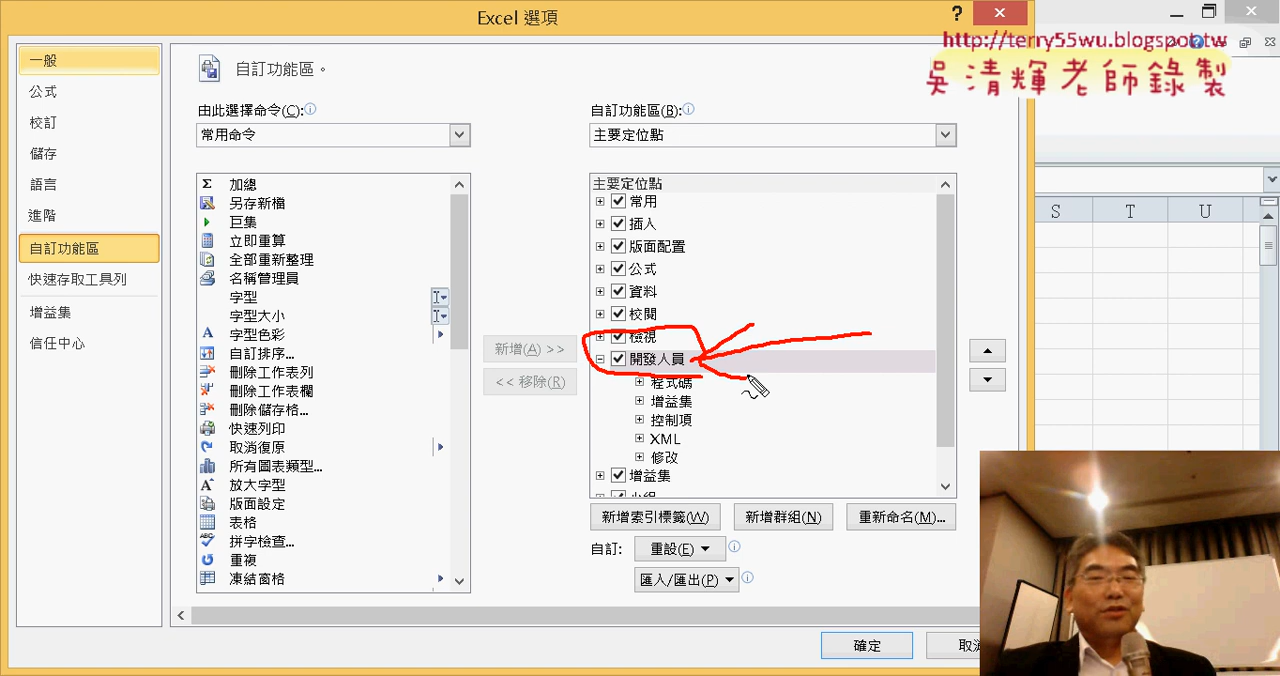 Excel 選項
http://terry55wu.blogspot.tw
吳清輝老師錄製
一般
公式
校訂
儲存
語言
進階
自訂功能區
快速存取工具列
增益集
信任中心
自訂功能區。
由此選擇命令(C):
常用命令
加總
另存新檔
巨集
立即重算
全部重新整理
名稱管理員
字型
字型大小
字型色彩
自訂排序...
刪除工作表列
刪除工作表欄
刪除儲存格...
快速列印
取消復原
所有圖表類型...
放大字型
版面設定
表格
拼字檢查...
重複
凍結窗格
新增(A) >>
<< 移除(R)
自訂功能區(B):
主要定位點
主要定位點
常用
插入
版面配置
公式
資料
校閱
檢視
開發人員
程式碼
增益集
控制項
XML
修改
增益集
新增索引標籤(W)
新增群組(N)
重新命名(M)...
自訂:
重設(E)
匯入/匯出(P)
確定
S T U